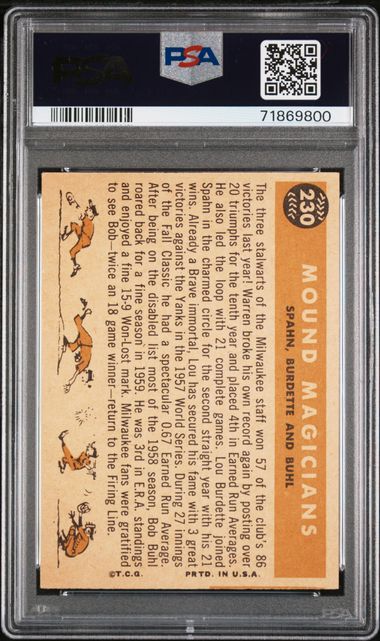 PSA
PSA
71869800
230
MOUND MAGICIANS
SPAHN, BURDETTE AND BUHL
The three stalwarts of the Milwaukee staff won 57 of the club's 86
victories last year! Warren broke his own record again by posting over
20 triumphs for the tenth year and placed 4th in Earned Run Averages.
He also led the loop with 21 complete games. Lou Burdette joined
Spahn in the charmed circle for the second straight year with his 21
wins. Already a Brave immortal, Lou has secured his fame with 3 great
victories against the Yanks in the 1957 World Series. During 27 innings
of the Fall Classic he had a spectacular 0.67 Earned Run Average.
After being on the disabled list most of the 1958 season, Bob Buhl
roared back for a fine season in 1959. He was 3rd in E.R.A. standings
and enjoyed a fine 15-9 Won-Lost mark. Milwaukee fans were gratified
to see Bob—twice an 18 game winner—return to the Firing Line.
©T.C.G. PRTD. IN U.S.A.